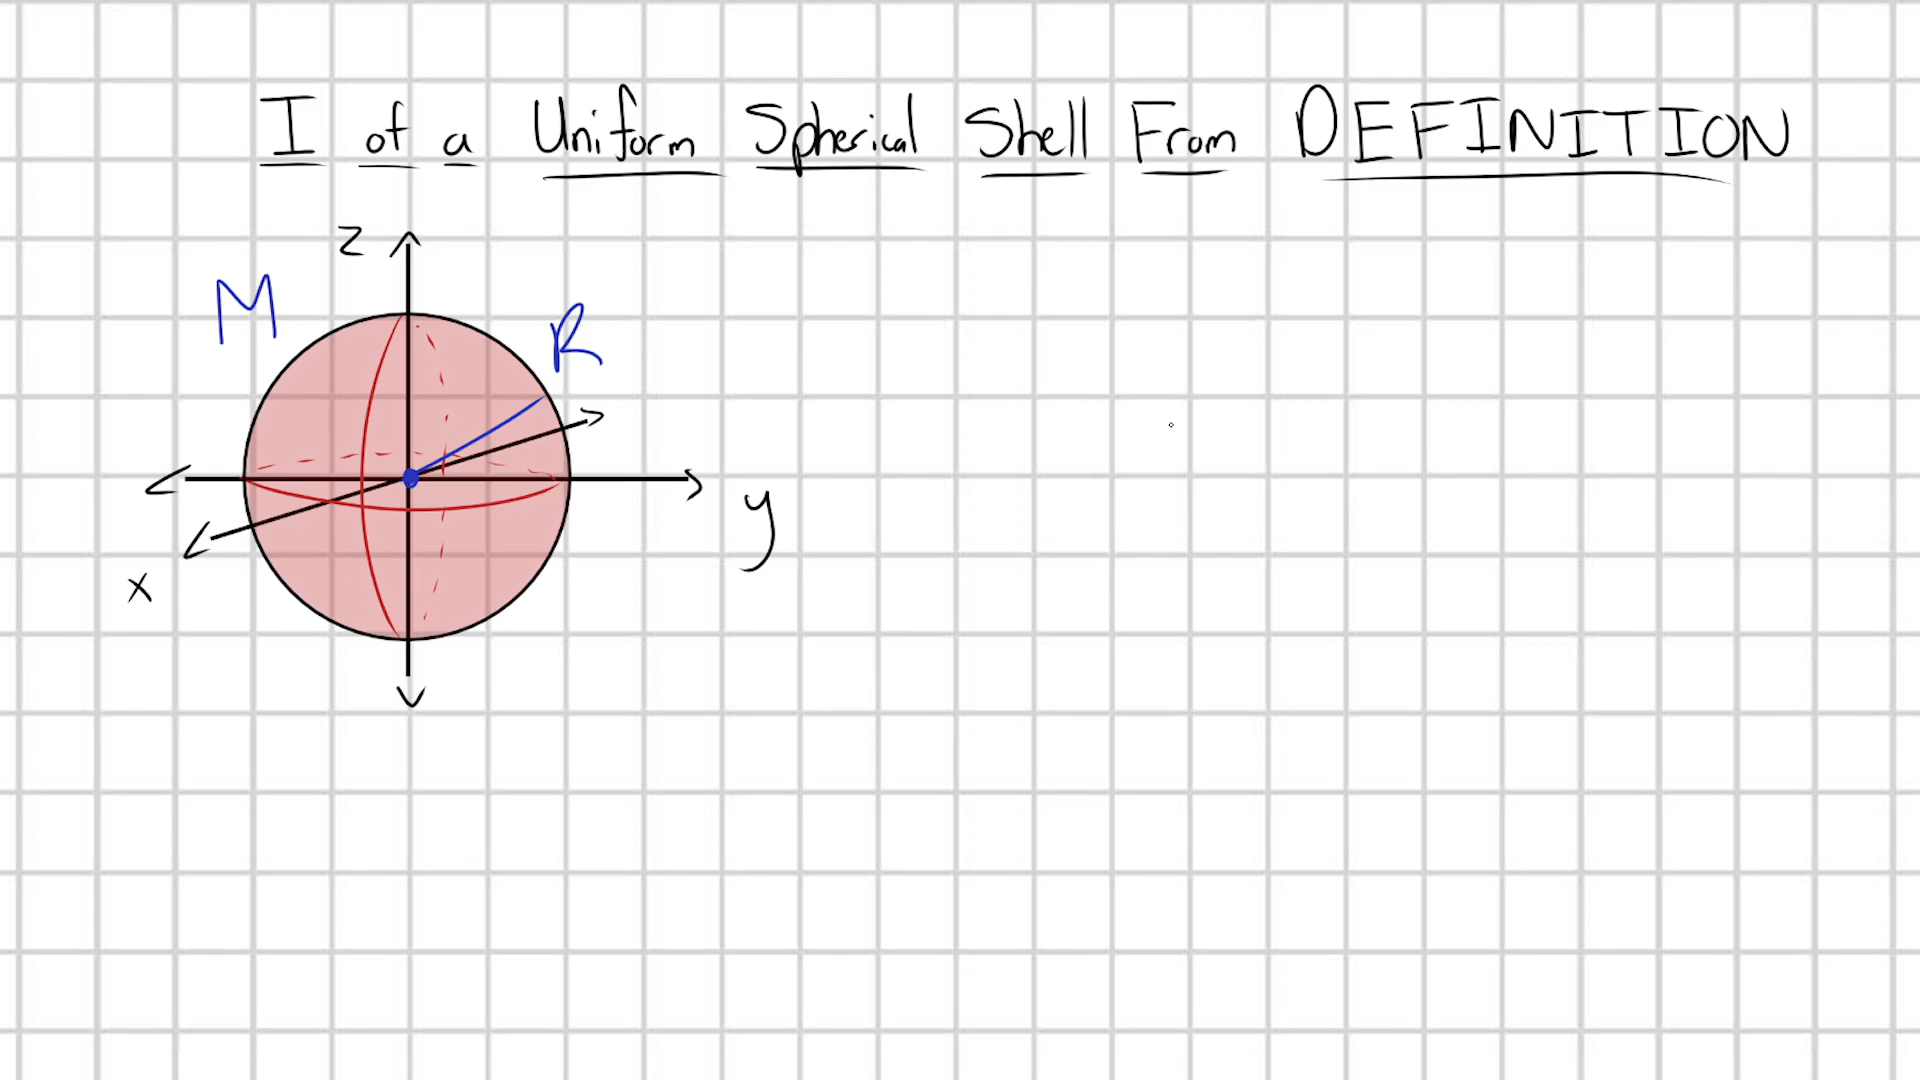 I of a Uniform Spherical Shell From DEFINITION
z
M
R
y
x